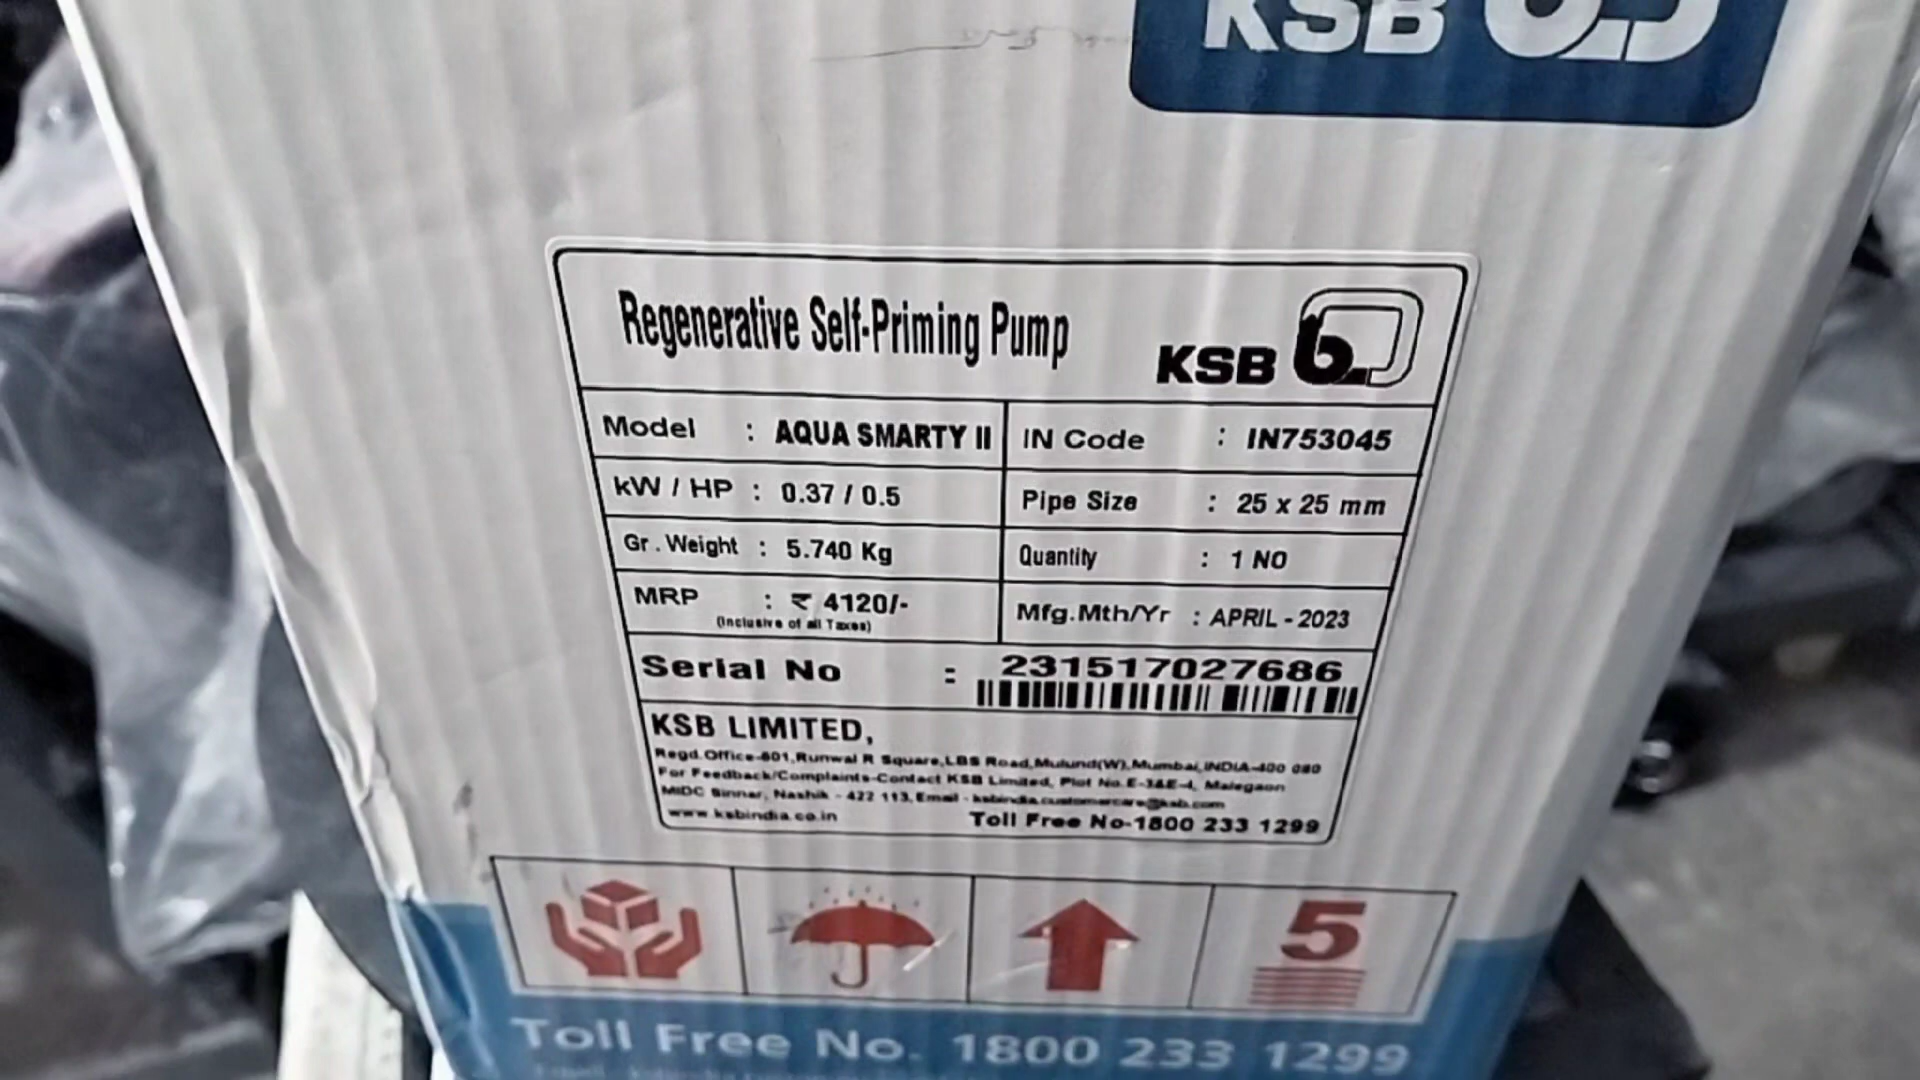 KSB
Regenerative Self-Priming Pump
KSB
Model : AQUA SMARTY II
IN Code : IN753045
kW / HP : 0.37 / 0.5
Pipe Size : 25 x 25 mm
Gr. Weight : 5.740 Kg
Quantity : 1 NO
MRP : ₹ 4120/-
(Inclusive of all Taxes)
Mfg.Mth/Yr : APRIL - 2023
Serial No : 231517027686
KSB LIMITED,
Regd.Office-601,Runwal R Square,LBS Road,Mulund(W),Mumbai,INDIA-400 080
For Feedback/Complaints-Contact KSB Limited, Plot No.E-3&E-4, Malegaon
MIDC Sinnar, Nashik - 422 113, Email - ksbindia.customercare@ksb.com
www.ksbindia.co.in Toll Free No-1800 233 1299
5
Toll Free No. 1800 233 1299